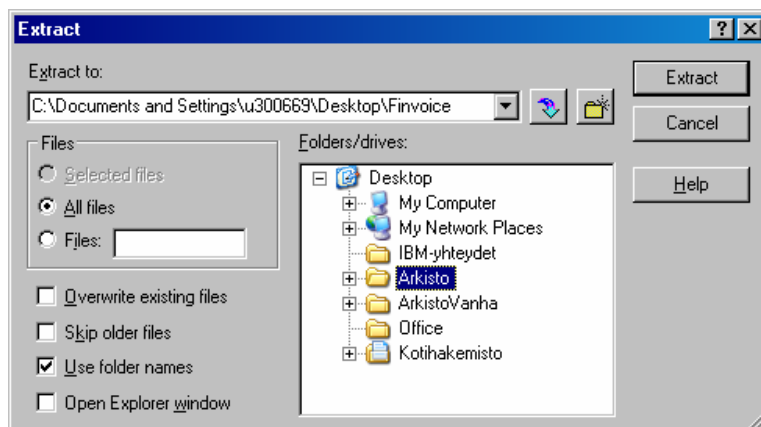 Extract
Extract to:
C:\Documents and Settings\u300669\Desktop\Finvoice
Extract
Cancel
Help
Files
Selected files
All files
Files:
Overwrite existing files
Skip older files
Use folder names
Open Explorer window
Folders/drives:
Desktop
My Computer
My Network Places
IBM-yhteydet
Arkisto
ArkistoVanha
Office
Kotihakemisto